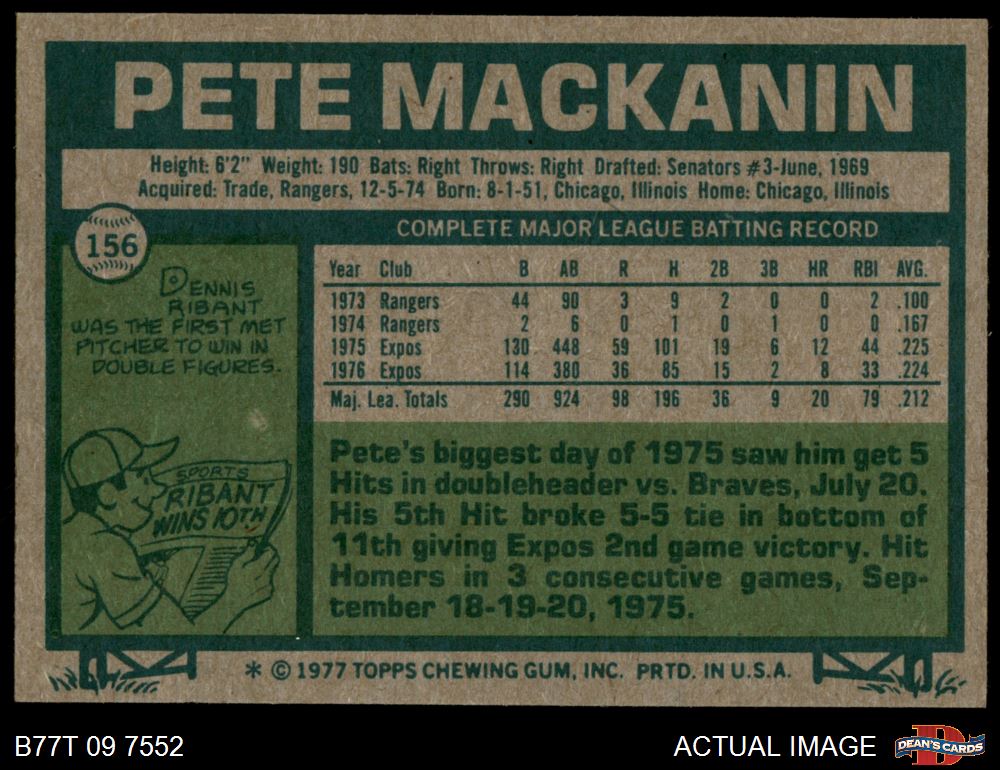 PETE MACKANIN
Height: 6'2" Weight: 190 Bats: Right Throws: Right Drafted: Senators #3-June, 1969
Acquired: Trade, Rangers, 12-5-74 Born: 8-1-51, Chicago, Illinois Home: Chicago, Illinois
156
DENNIS
RIBANT
WAS THE FIRST MET
PITCHER TO WIN IN
DOUBLE FIGURES.
SPORTS
RIBANT
WINS 10TH
COMPLETE MAJOR LEAGUE BATTING RECORD
Year Club B AB R H 2B 3B HR RBI AVG.
1973 Rangers 44 90 3 9 2 0 0 2 .100
1974 Rangers 2 6 0 1 0 1 0 0 .167
1975 Expos 130 448 59 101 19 6 12 44 .225
1976 Expos 114 380 36 85 15 2 8 33 .224
Maj. Lea. Totals 290 924 98 196 36 9 20 79 .212
Pete's biggest day of 1975 saw him get 5
Hits in doubleheader vs. Braves, July 20.
His 5th Hit broke 5-5 tie in bottom of
11th giving Expos 2nd game victory. Hit
Homers in 3 consecutive games, Sep-
tember 18-19-20, 1975.
* © 1977 TOPPS CHEWING GUM, INC. PRTD. IN U.S.A.
B77T 09 7552
ACTUAL IMAGE
D
DEAN'S CARDS